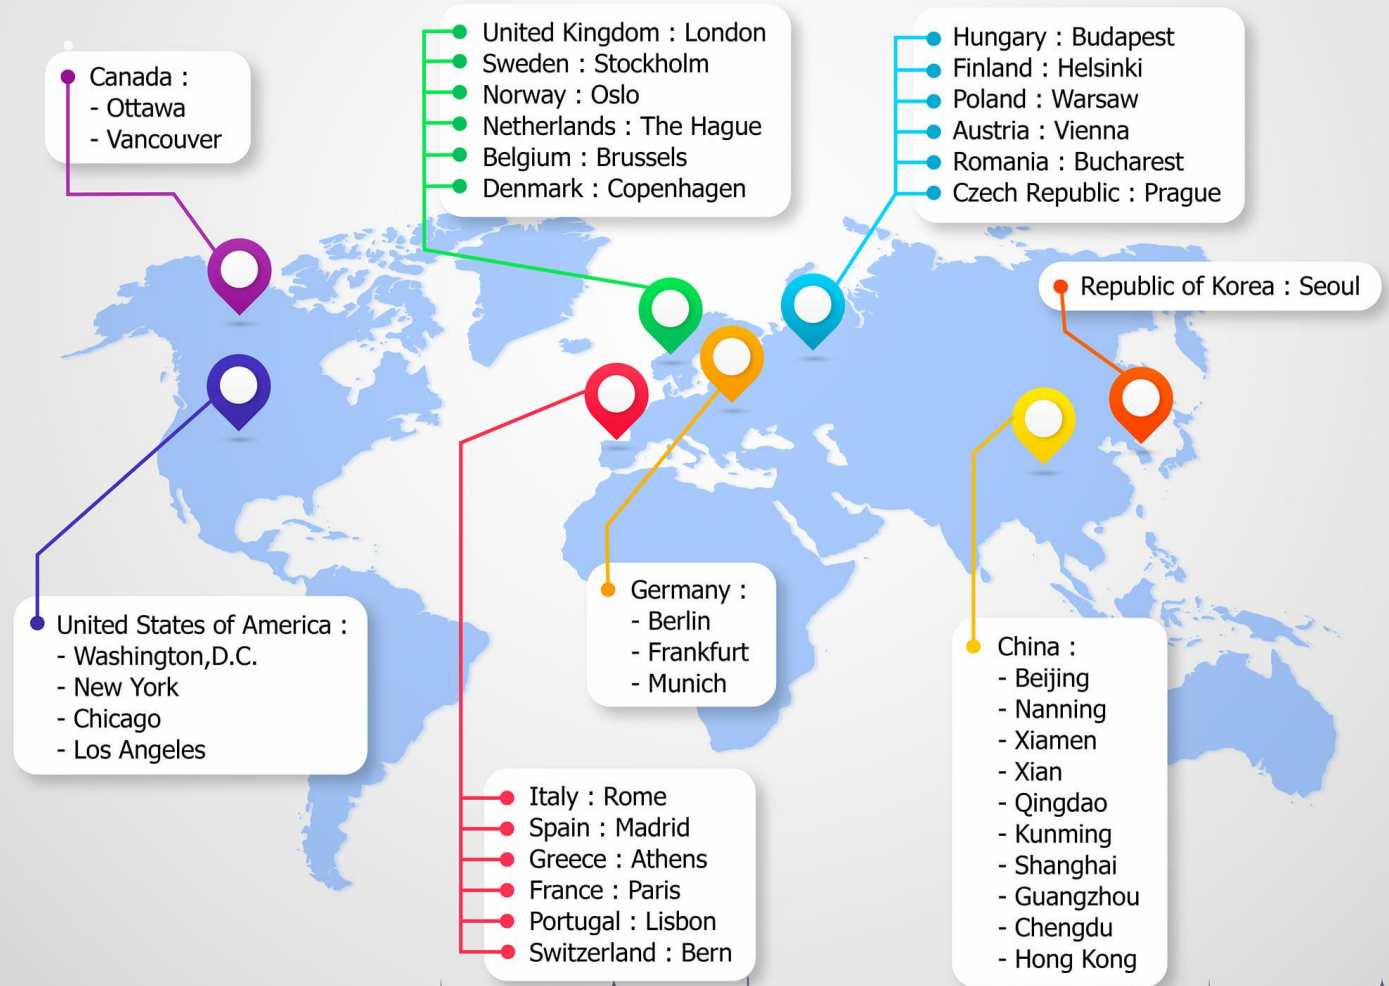 Canada :
- Ottawa
- Vancouver
United Kingdom : London
Sweden : Stockholm
Norway : Oslo
Netherlands : The Hague
Belgium : Brussels
Denmark : Copenhagen
Hungary : Budapest
Finland : Helsinki
Poland : Warsaw
Austria : Vienna
Romania : Bucharest
Czech Republic : Prague
Republic of Korea : Seoul
United States of America :
- Washington,D.C.
- New York
- Chicago
- Los Angeles
Germany :
- Berlin
- Frankfurt
- Munich
Italy : Rome
Spain : Madrid
Greece : Athens
France : Paris
Portugal : Lisbon
Switzerland : Bern
China :
- Beijing
- Nanning
- Xiamen
- Xian
- Qingdao
- Kunming
- Shanghai
- Guangzhou
- Chengdu
- Hong Kong